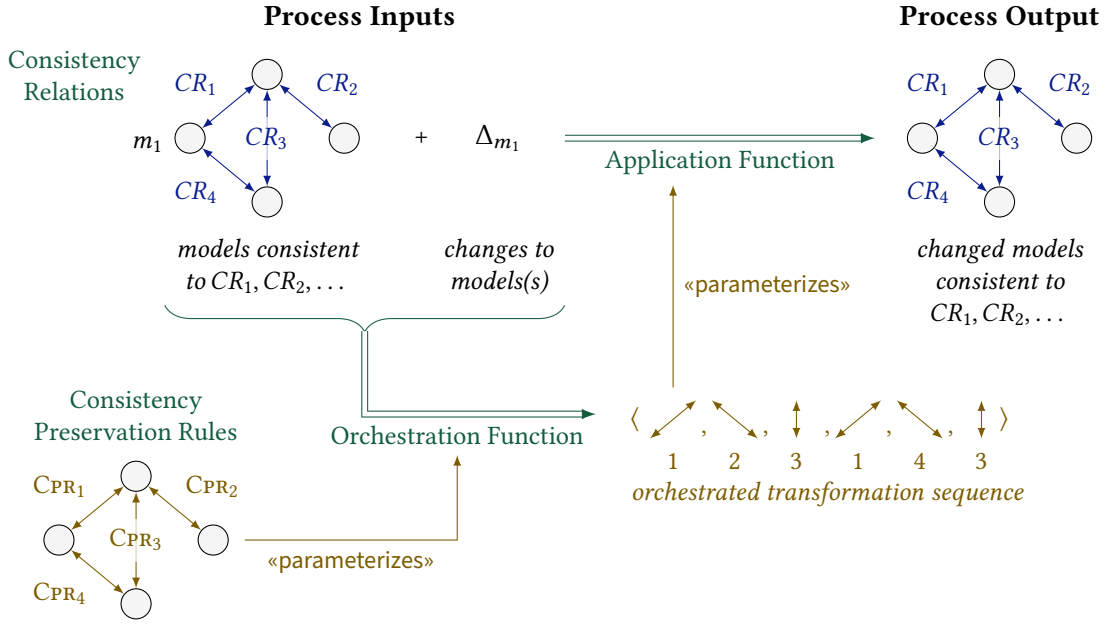 Process Inputs
Process Output
Consistency
Relations
CR₁
CR₂
m₁
CR₃
CR₄
+
Δₘ₁
Application Function
CR₁
CR₂
CR₃
CR₄
models consistent
to CR₁, CR₂, . . .
changes to
models(s)
«parameterizes»
changed models
consistent to
CR₁, CR₂, . . .
Consistency
Preservation Rules
Orchestration Function
⟨ , , , , , ⟩
1 2 3 1 4 3
orchestrated transformation sequence
CPR₁
CPR₂
CPR₃
CPR₄
«parameterizes»